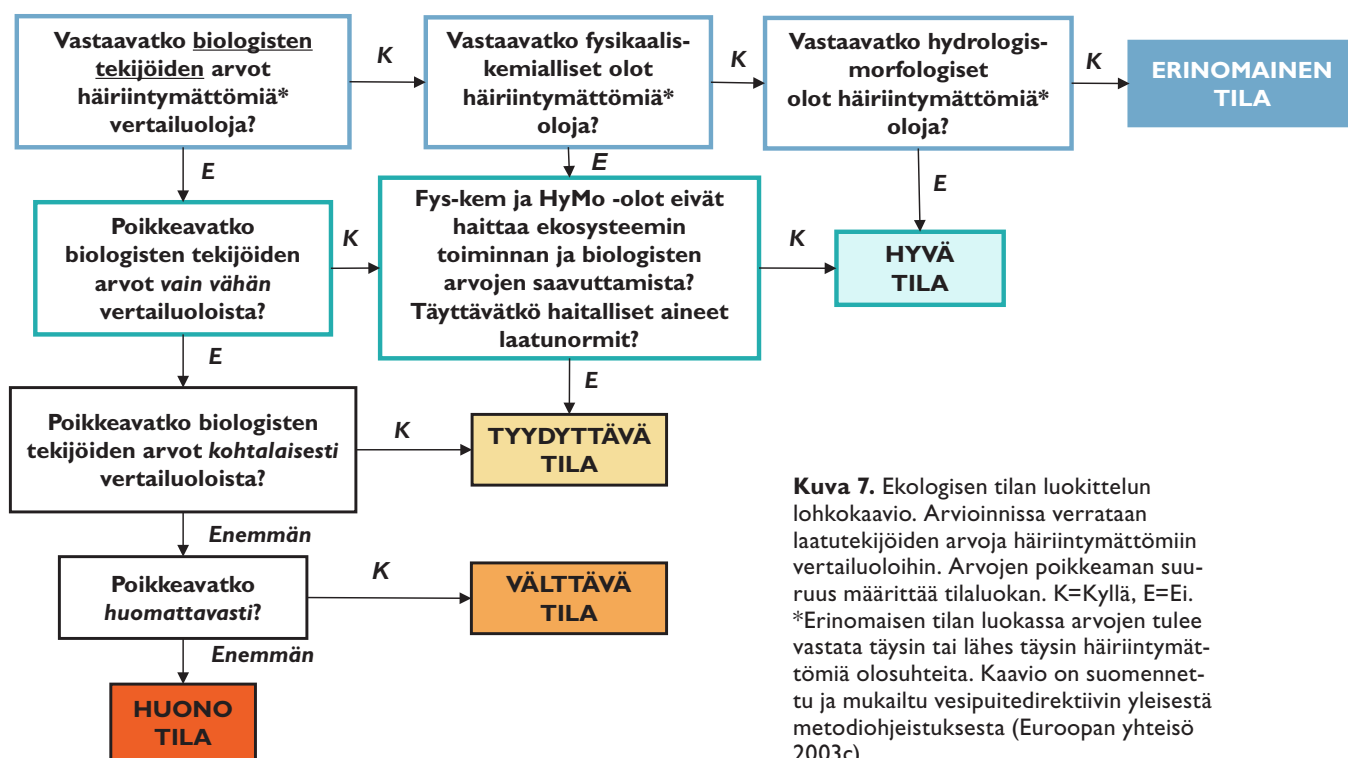 Vastaavatko biologisten
tekijöiden arvot
häiriintymättömiä*
vertailuoloja?
K
Vastaavatko fysikaalis-
kemialliset olot
häiriintymättömiä*
oloja?
K
Vastaavatko hydrologis-
morfologiset
olot häiriintymättömiä*
oloja?
K
ERINOMAINEN
TILA
E
E
E
Poikkeavatko
biologisten tekijöiden
arvot vain vähän
vertailuoloista?
K
Fys-kem ja HyMo -olot eivät
haittaa ekosysteemin
toiminnan ja biologisten
arvojen saavuttamista?
Täyttävätkö haitalliset aineet
laatunormit?
K
HYVÄ
TILA
E
E
Poikkeavatko biologisten
tekijöiden arvot kohtalaisesti
vertailuoloista?
K
TYYDYTTÄVÄ
TILA
Enemmän
Poikkeavatko
huomattavasti?
K
VÄLTTÄVÄ
TILA
Enemmän
HUONO
TILA
Kuva 7. Ekologisen tilan luokittelun
lohkokaavio. Arvioinnissa verrataan
laatutekijöiden arvoja häiriintymättömiin
vertailuoloihin. Arvojen poikkeaman suu-
ruus määrittää tilaluokan. K=Kyllä, E=Ei.
*Erinomaisen tilan luokassa arvojen tulee
vastata täysin tai lähes täysin häiriintymät-
tömiä olosuhteita. Kaavio on suomennet-
tu ja mukailtu vesipuitedirektiivin yleisestä
metodiohjeistuksesta (Euroopan yhteisö
2003c)